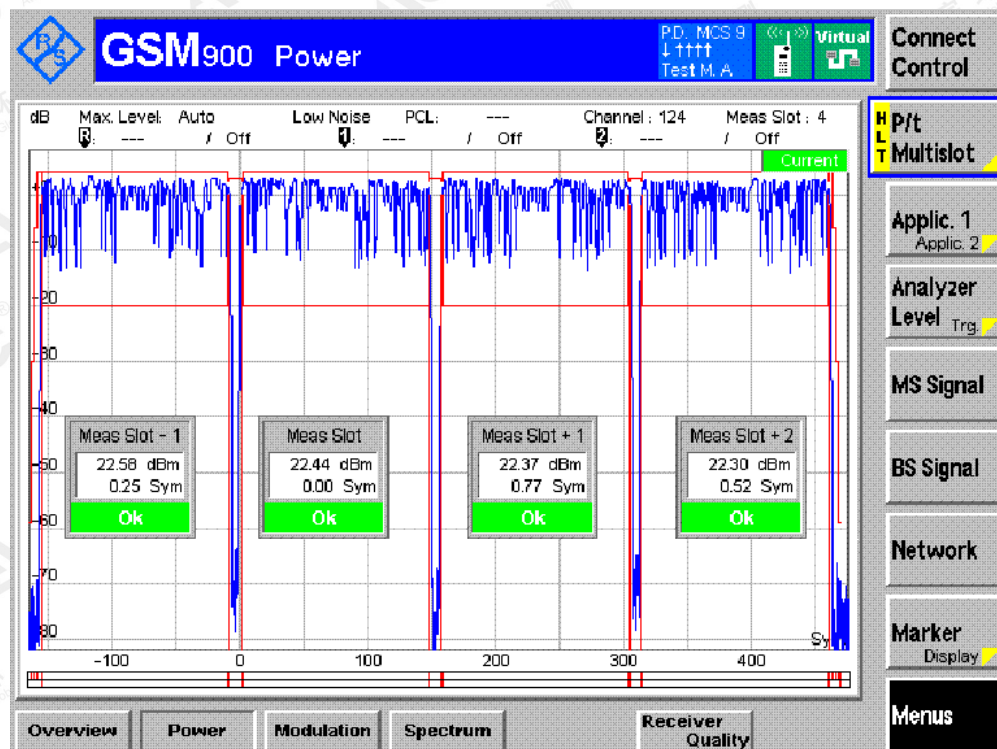 R/S
GSM900 Power
P.D. MCS 9
Test M. A.
Virtual
Connect Control
dB Max. Level: Auto Low Noise PCL: --- Channel : 124 Meas Slot : 4
R: --- / Off 1: --- / Off 2: --- / Off
Current
HLT
P/t Multislot
Applic. 1
Applic. 2
Analyzer Level
Trg.
MS Signal
BS Signal
Network
Marker
Display
Menus
-20
-30
-40
Meas Slot - 1
22.58 dBm
0.25 Sym
Ok
Meas Slot
22.44 dBm
0.00 Sym
Ok
Meas Slot + 1
22.37 dBm
0.77 Sym
Ok
Meas Slot + 2
22.30 dBm
0.52 Sym
Ok
-50
-60
-70
-80
-100 0 100 200 300 400
Sy
Overview
Power
Modulation
Spectrum
Receiver Quality